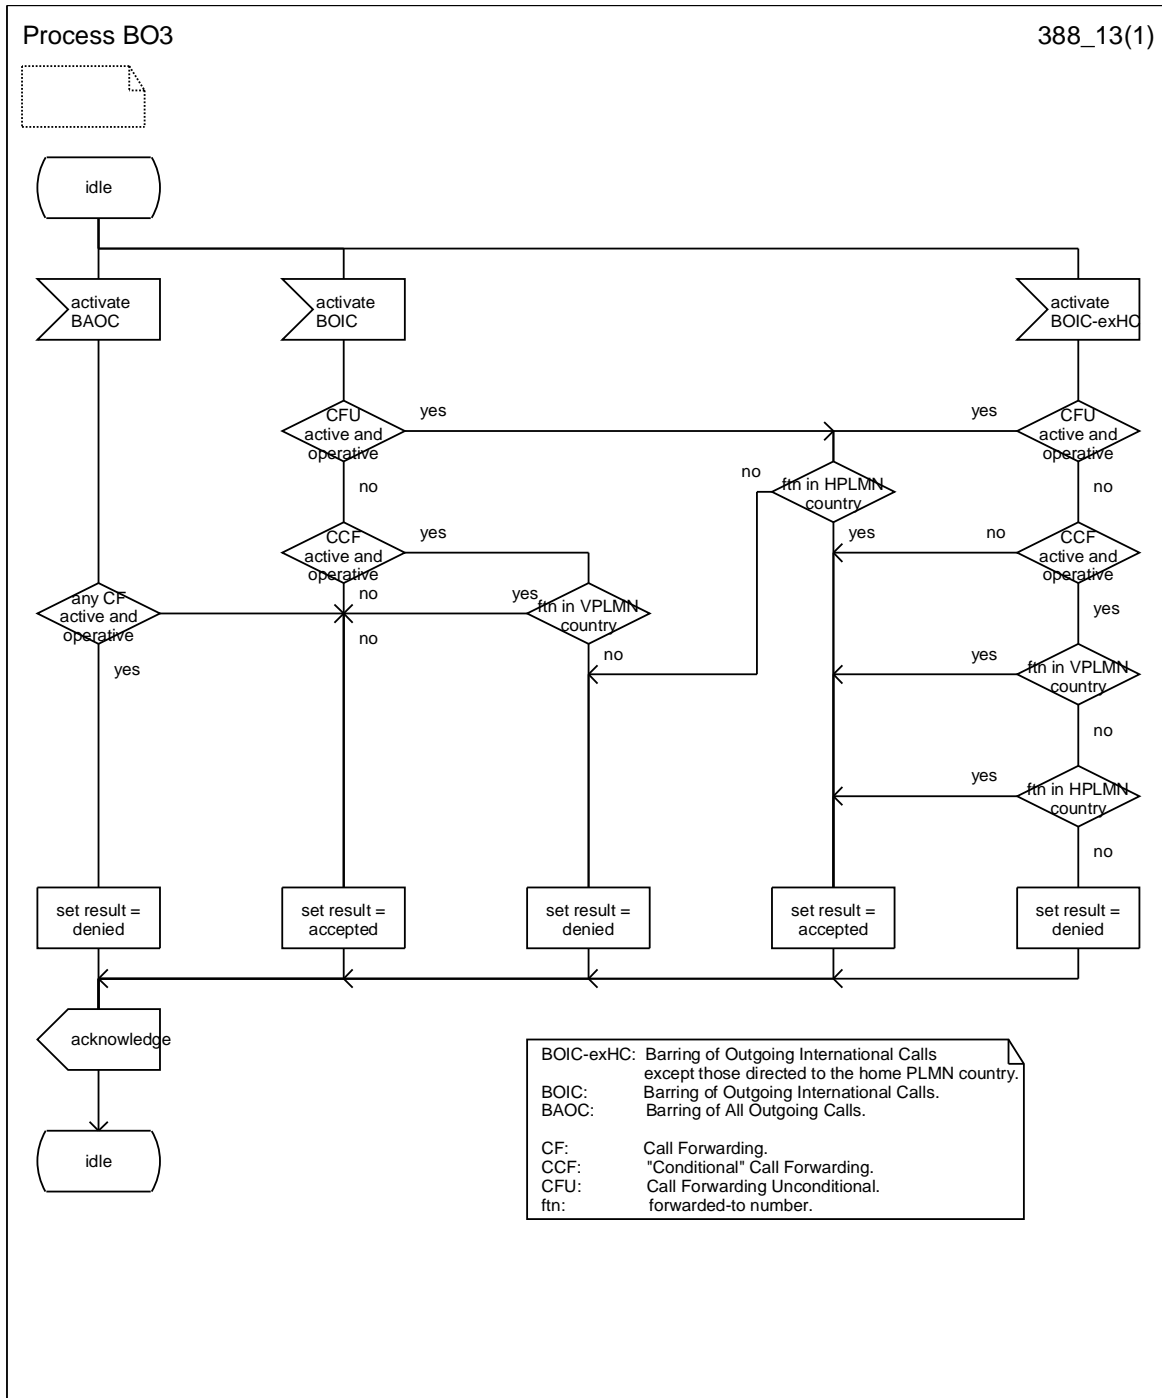 Process BO3
388_13(1)
idle
activate
BAOC
activate
BOIC
activate
BOIC-exHC
CFU
active and
operative
yes
yes
CFU
active and
operative
no
no
ftn in HPLMN
country
no
CCF
active and
operative
yes
yes
no
CCF
active and
operative
any CF
active and
operative
no
no
yes
ftn in VPLMN
country
yes
yes
no
yes
ftn in VPLMN
country
no
yes
ftn in HPLMN
country
no
set result =
denied
set result =
accepted
set result =
denied
set result =
accepted
set result =
denied
acknowledge
idle
BOIC-exHC: Barring of Outgoing International Calls
except those directed to the home PLMN country.
BOIC: Barring of Outgoing International Calls.
BAOC: Barring of All Outgoing Calls.
CF: Call Forwarding.
CCF: "Conditional" Call Forwarding.
CFU: Call Forwarding Unconditional.
ftn: forwarded-to number.